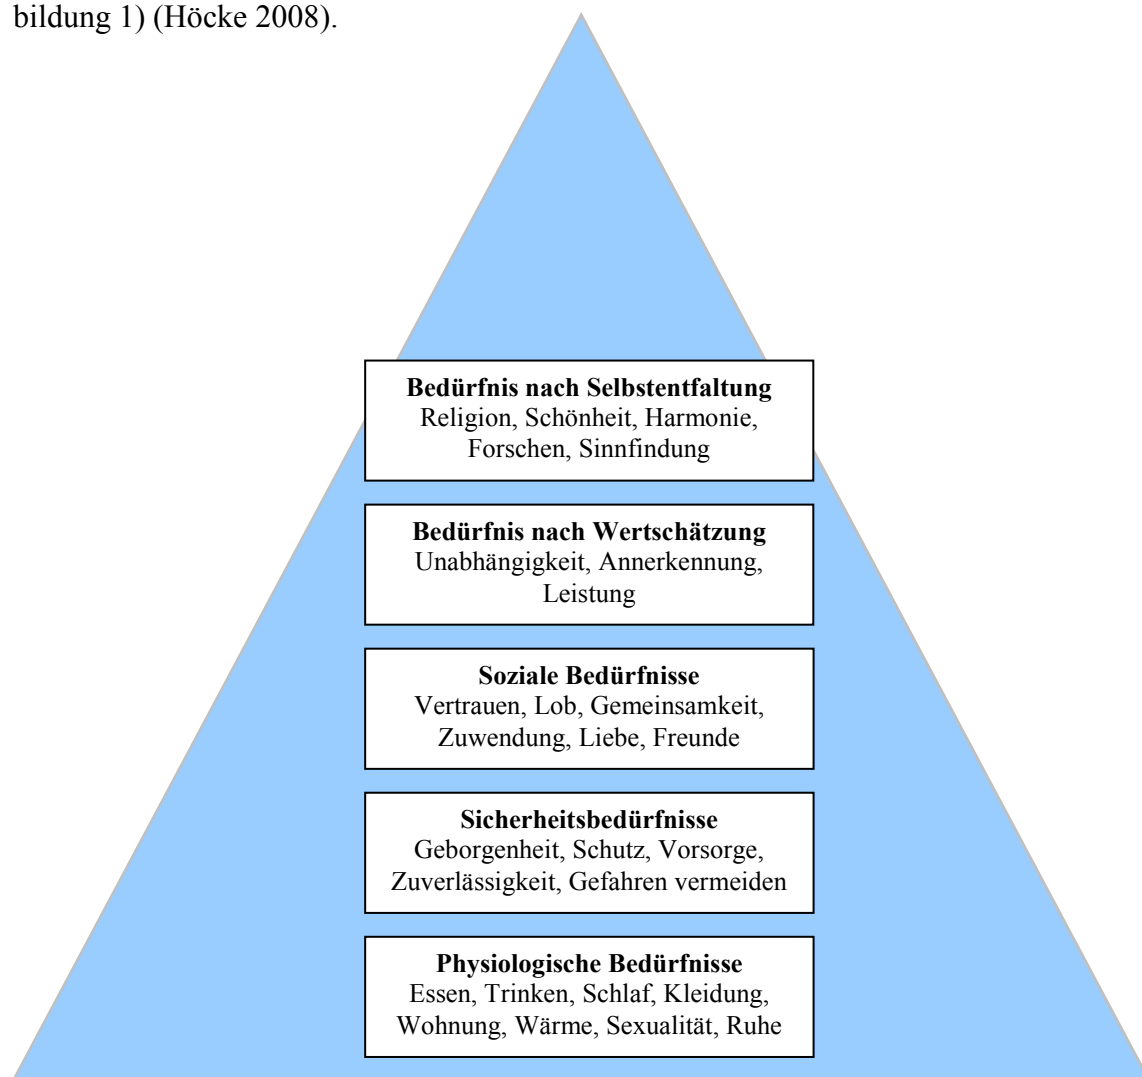 bildung 1) (Höcke 2008).
Bedürfnis nach Selbstentfaltung
Religion, Schönheit, Harmonie,
Forschen, Sinnfindung
Bedürfnis nach Wertschätzung
Unabhängigkeit, Annerkennung,
Leistung
Soziale Bedürfnisse
Vertrauen, Lob, Gemeinsamkeit,
Zuwendung, Liebe, Freunde
Sicherheitsbedürfnisse
Geborgenheit, Schutz, Vorsorge,
Zuverlässigkeit, Gefahren vermeiden
Physiologische Bedürfnisse
Essen, Trinken, Schlaf, Kleidung,
Wohnung, Wärme, Sexualität, Ruhe